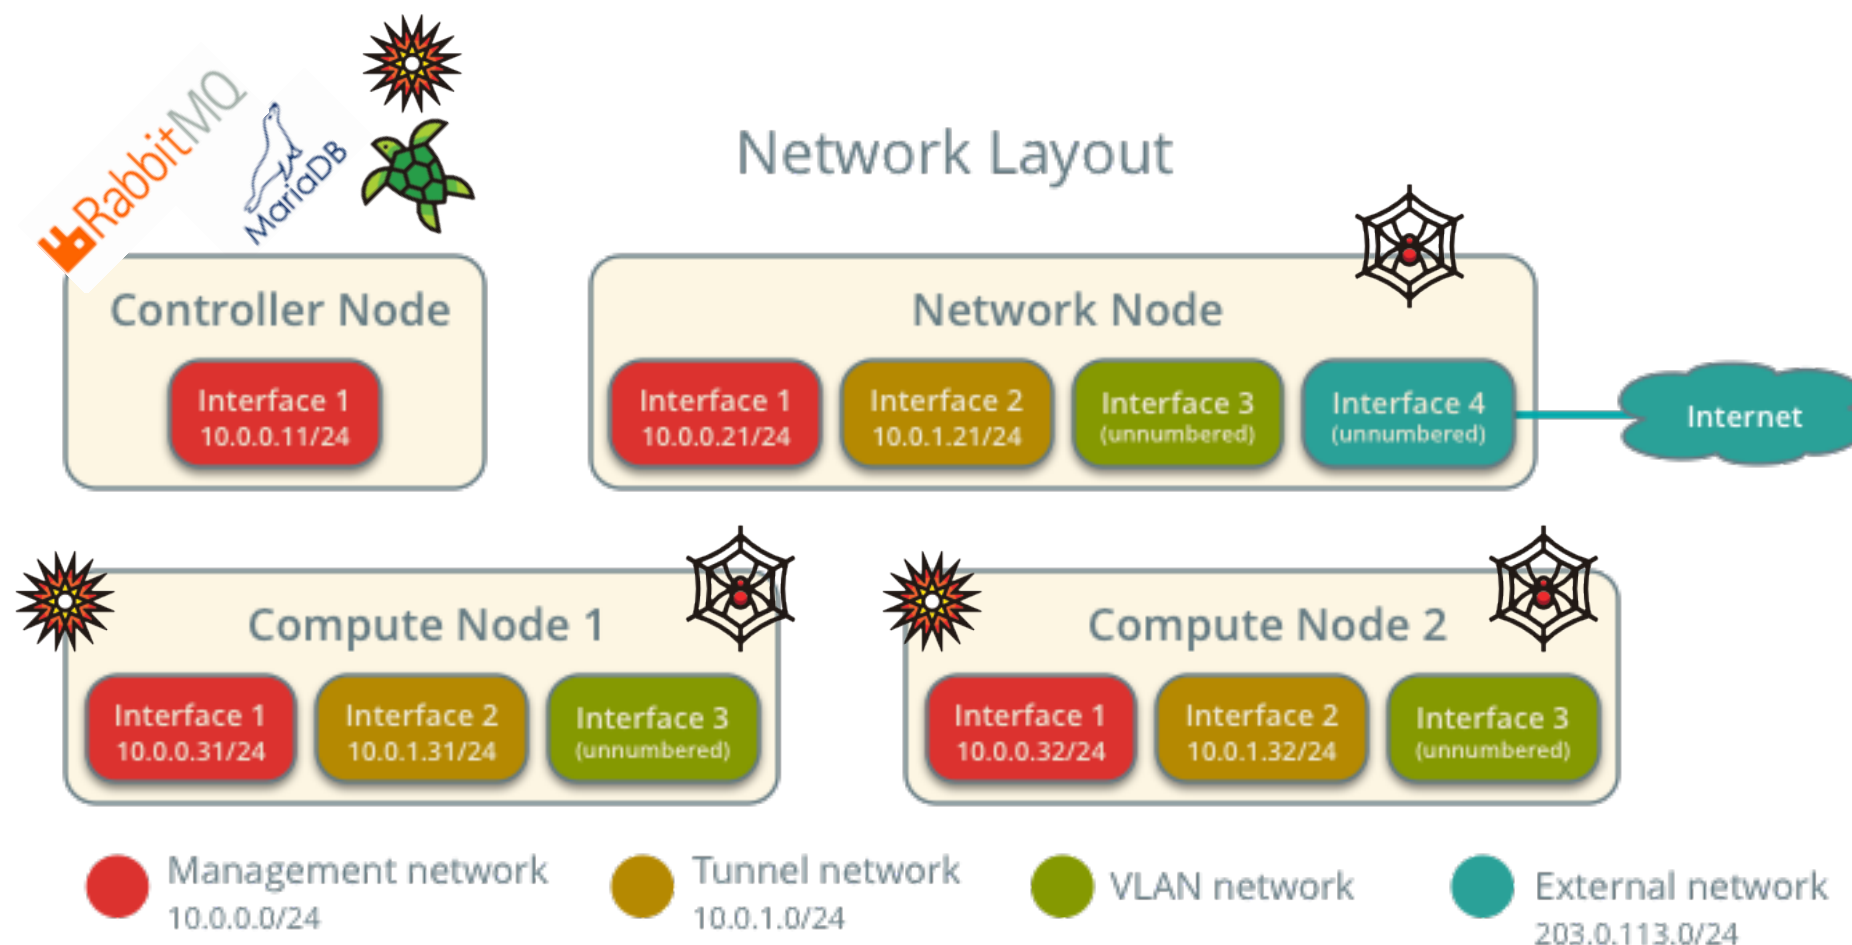 RabbitMQ
MariaDB
Network Layout
Controller Node
Interface 1
10.0.0.11/24
Network Node
Interface 1
10.0.0.21/24
Interface 2
10.0.1.21/24
Interface 3
(unnumbered)
Interface 4
(unnumbered)
Internet
Compute Node 1
Interface 1
10.0.0.31/24
Interface 2
10.0.1.31/24
Interface 3
(unnumbered)
Compute Node 2
Interface 1
10.0.0.32/24
Interface 2
10.0.1.32/24
Interface 3
(unnumbered)
Management network
10.0.0.0/24
Tunnel network
10.0.1.0/24
VLAN network
External network
203.0.113.0/24